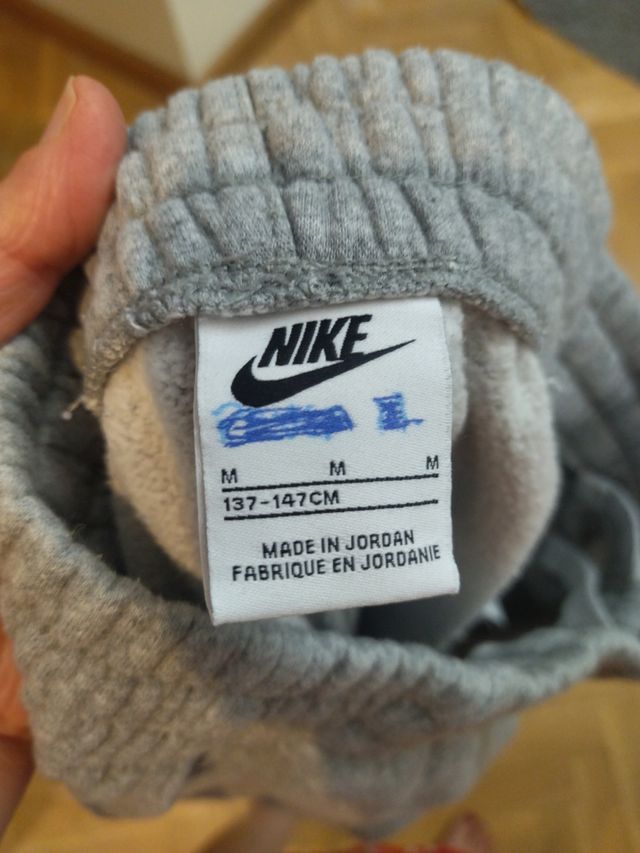 NIKE
M M M
137-147CM
MADE IN JORDAN
FABRIQUE EN JORDANIE